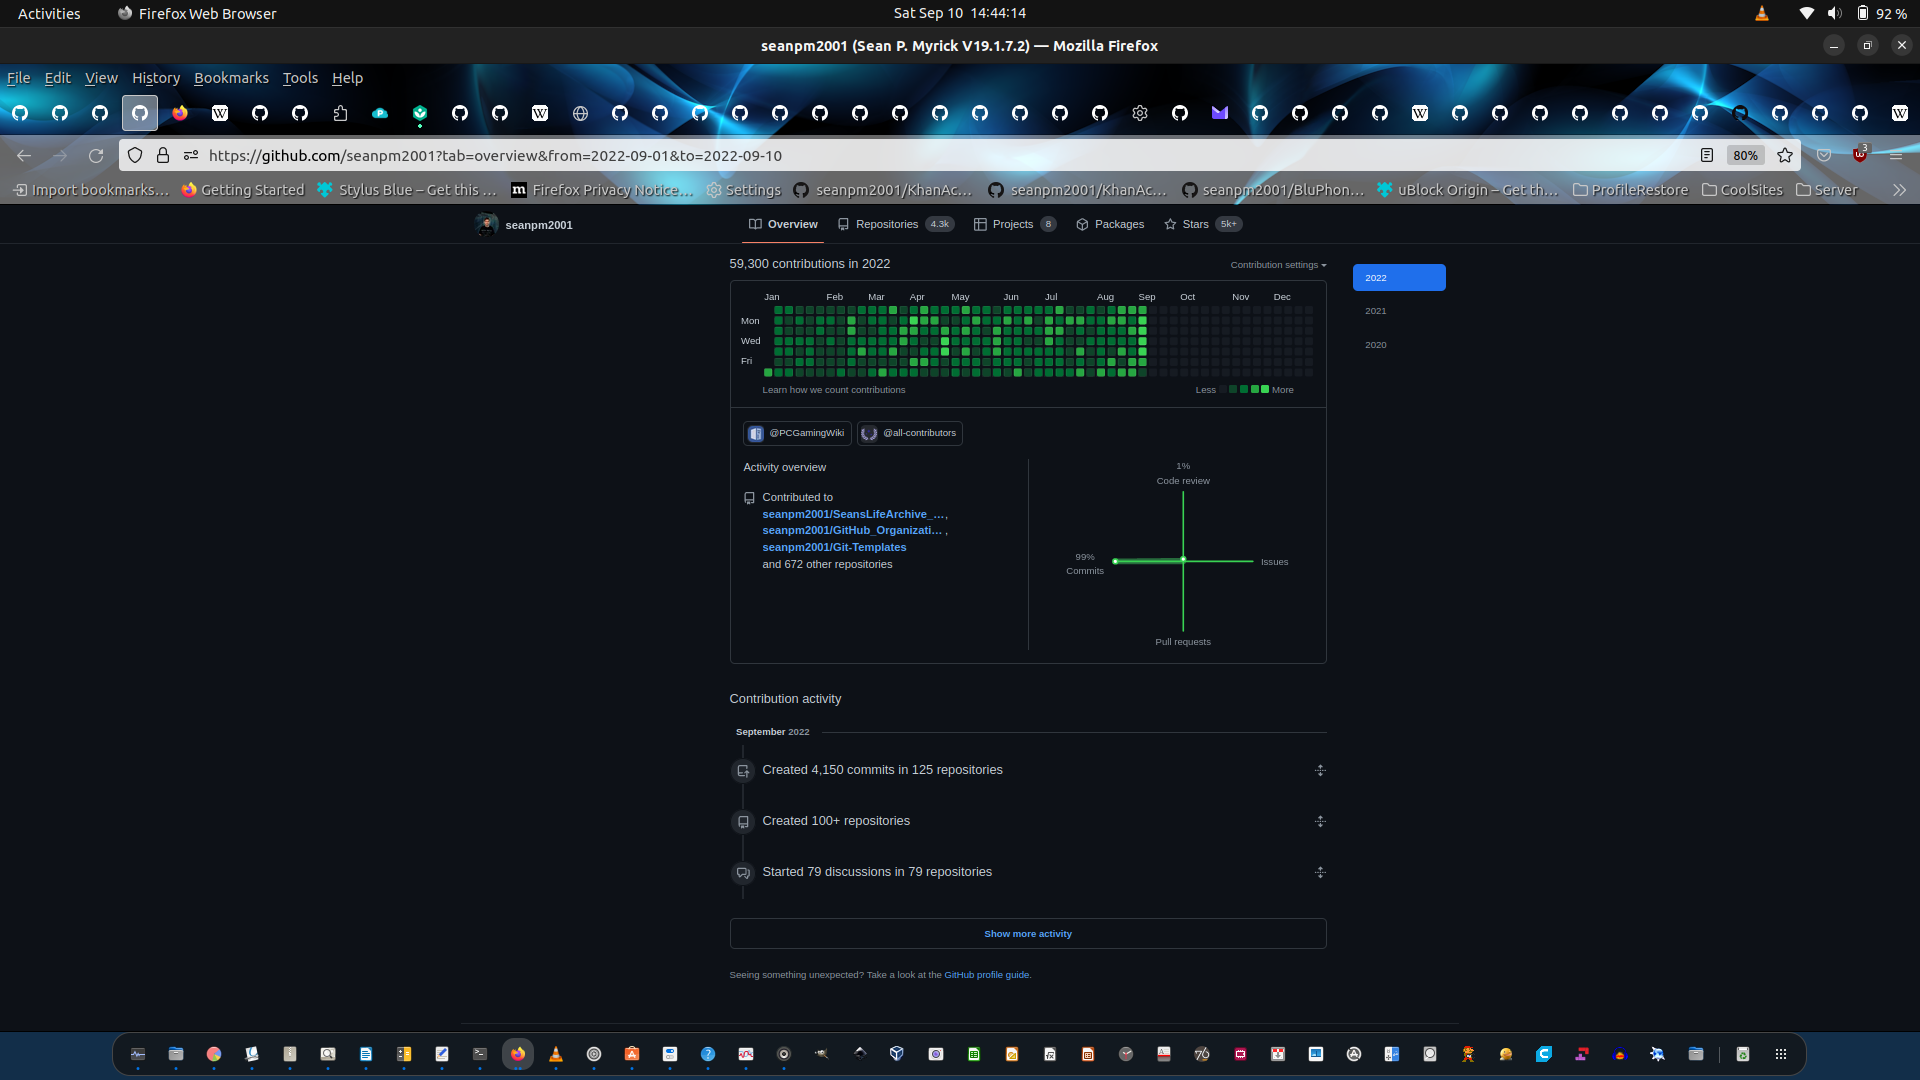 Activities Firefox Web Browser Sat Sep 10 14:44:14 92 %
seanpm2001 (Sean P. Myrick V19.1.7.2) — Mozilla Firefox
File Edit View History Bookmarks Tools Help
https://github.com/seanpm2001?tab=overview&from=2022-09-01&to=2022-09-10 80% 3
Import bookmarks… Getting Started Stylus Blue – Get this … Firefox Privacy Notice… Settings seanpm2001/KhanAc… seanpm2001/KhanAc… seanpm2001/BluPhon… uBlock Origin – Get th… ProfileRestore CoolSites Server
seanpm2001 Overview Repositories 4.3k Projects 8 Packages Stars 5k+
59,300 contributions in 2022 Contribution settings
2022
2021
2020
Jan Feb Mar Apr May Jun Jul Aug Sep Oct Nov Dec
Mon
Wed
Fri
Learn how we count contributions Less More
@PCGamingWiki @all-contributors
Activity overview
Contributed to
seanpm2001/SeansLifeArchive_…,
seanpm2001/GitHub_Organizati… ,
seanpm2001/Git-Templates
and 672 other repositories
1%
Code review
99%
Commits
Issues
Pull requests
Contribution activity
September 2022
Created 4,150 commits in 125 repositories
Created 100+ repositories
Started 79 discussions in 79 repositories
Show more activity
Seeing something unexpected? Take a look at the GitHub profile guide.